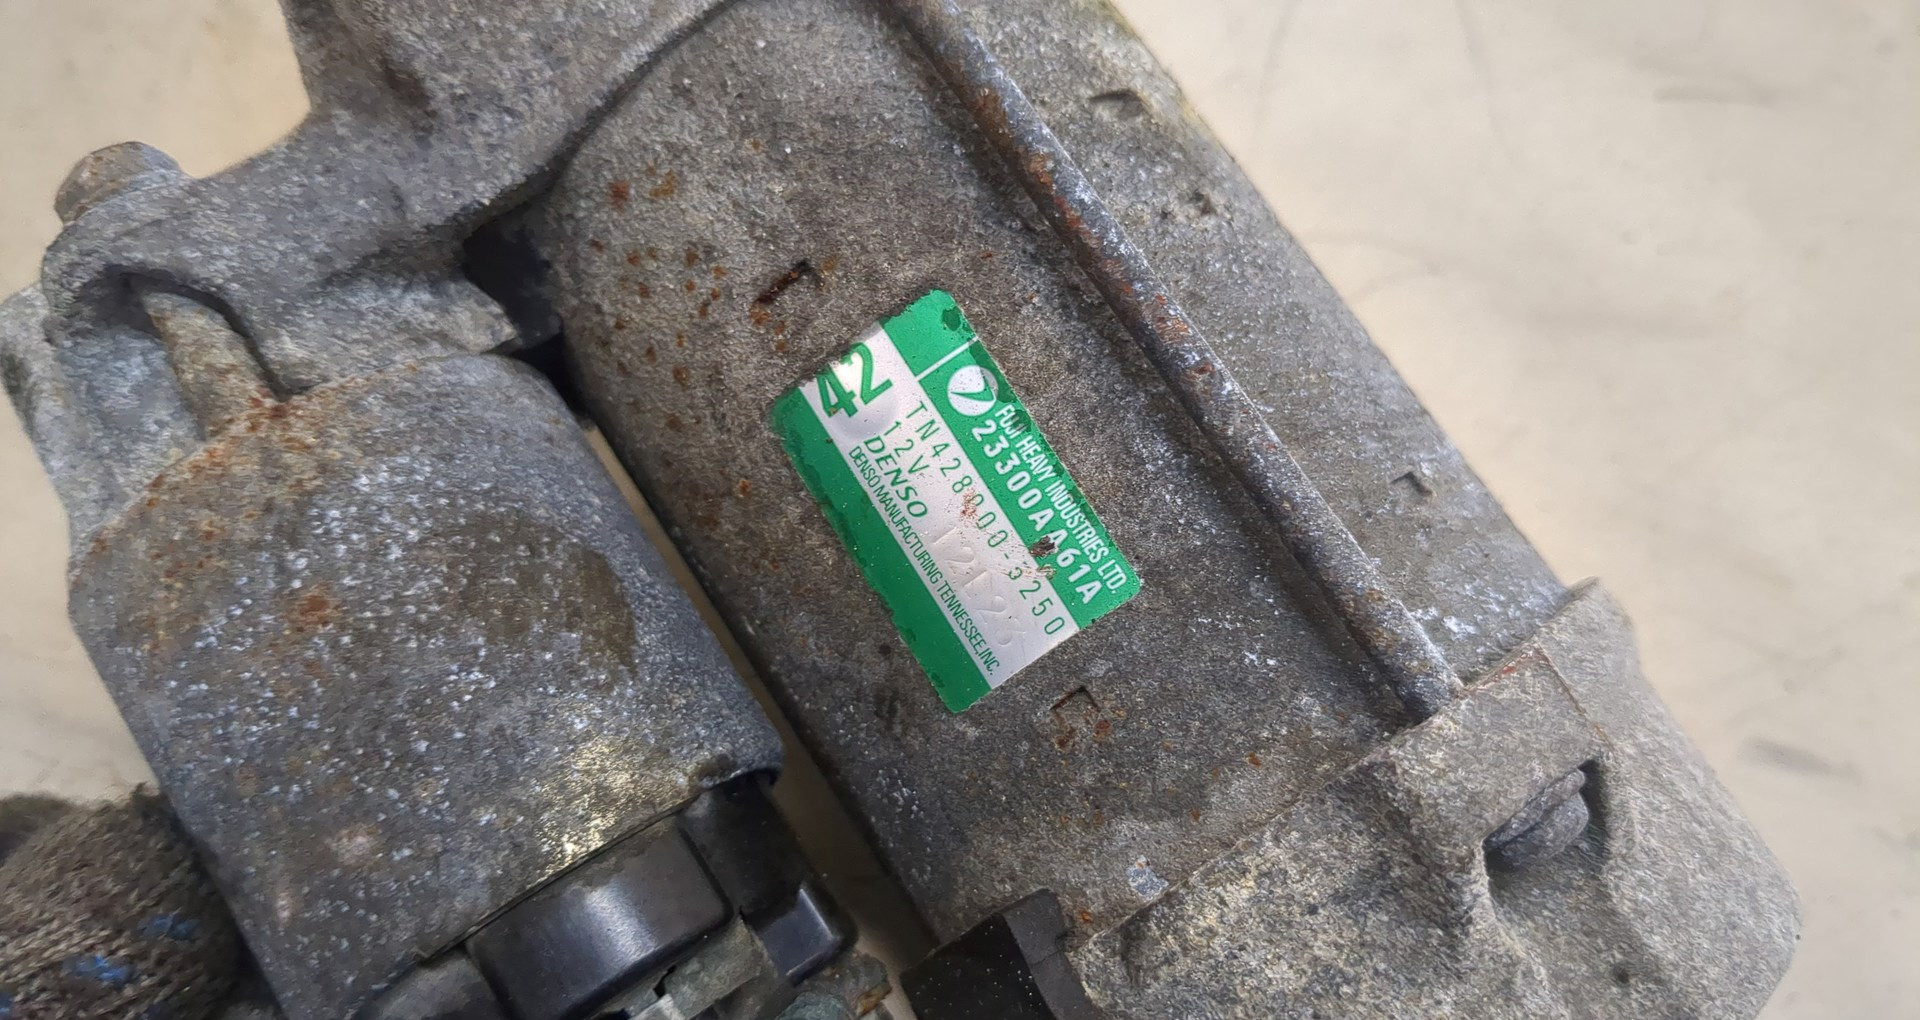 FUJI HEAVY INDUSTRIES LTD.
23300AA61A
42
TN428000-3250
12V
DENSO
DENSO MANUFACTURING TENNESSEE, INC.